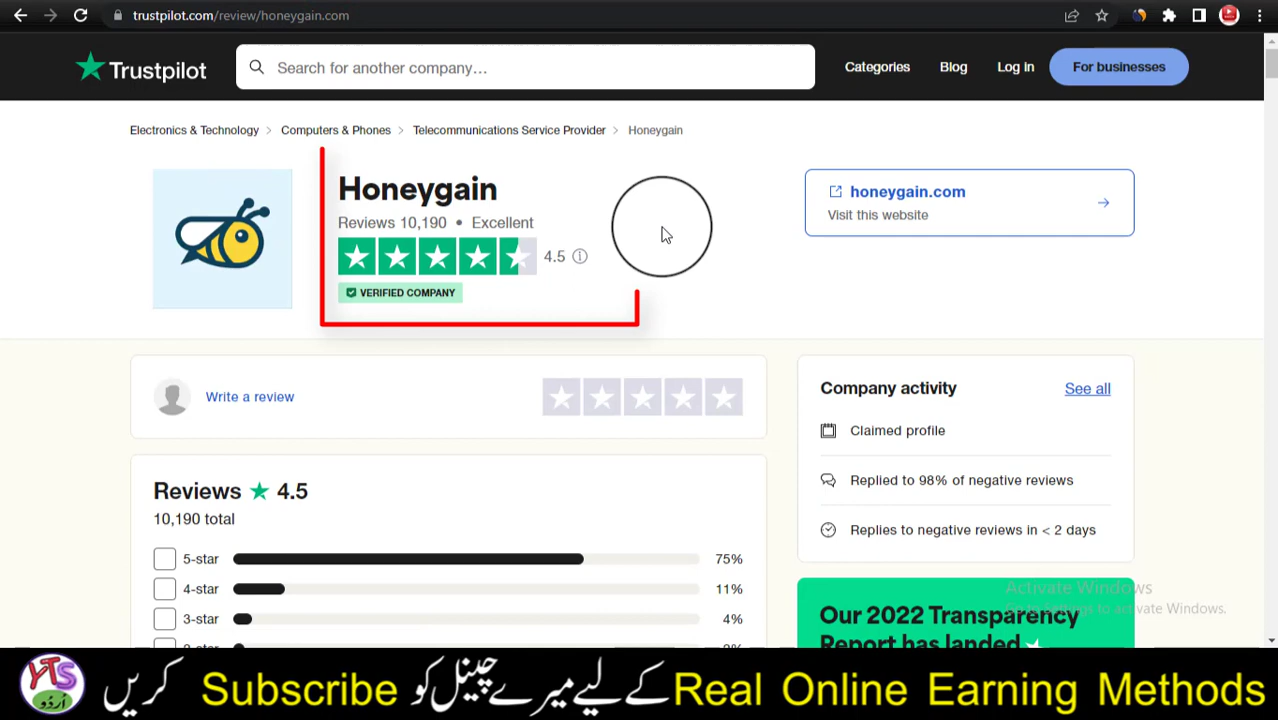 trustpilot.com/review/honeygain.com
Trustpilot
Search for another company...
Categories
Blog
Log in
For businesses
Electronics & Technology > Computers & Phones > Telecommunications Service Provider > Honeygain
Honeygain
Reviews 10,190 • Excellent
4.5
VERIFIED COMPANY
honeygain.com
Visit this website
Write a review
Company activity
See all
Claimed profile
Replied to 98% of negative reviews
Replies to negative reviews in < 2 days
Reviews ★ 4.5
10,190 total
5-star 75%
4-star 11%
3-star 4%
Our 2022 Transparency
Report has landed
Activate Windows
Go to Settings to activate Windows.
YTS
اردو
Real Online Earning Methods کے لیے میرے چینل کو Subscribe کریں